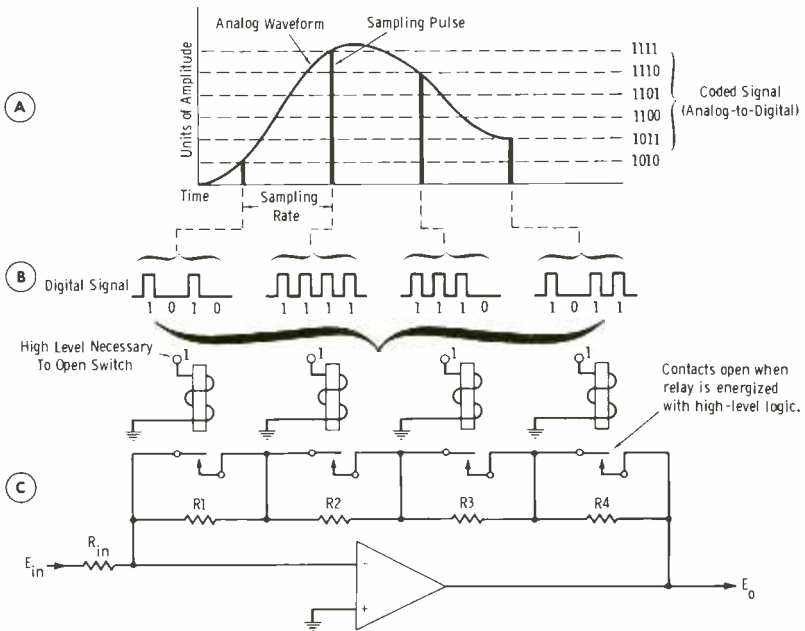 Analog Waveform
Sampling Pulse
1111
1110
1101
1100
1011
1010
Coded Signal
(Analog-to-Digital)
A
Units of Amplitude
Time
Sampling
Rate
B
Digital Signal
1 0 1 0
1 1 1 1
1 1 1 0
1 0 1 1
High Level Necessary
To Open Switch
1
1
1
1
Contacts open when
relay is energized
with high-level logic.
C
R1
R2
R3
R4
Rin
Ein
-
+
Eo